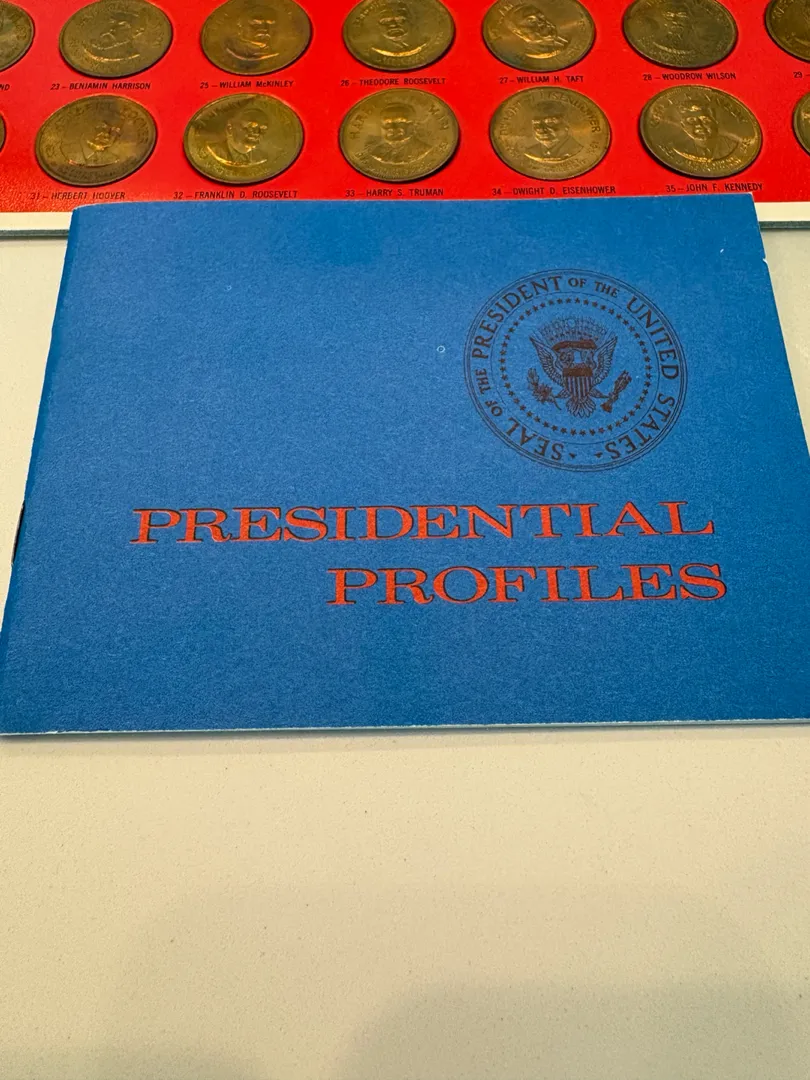 23 – BENJAMIN HARRISON
25 – WILLIAM McKINLEY
26 – THEODORE ROOSEVELT
27 – WILLIAM H. TAFT
28 – WOODROW WILSON
29
31 – HERBERT HOOVER
32 – FRANKLIN D. ROOSEVELT
33 – HARRY S. TRUMAN
34 – DWIGHT D. EISENHOWER
35 – JOHN F. KENNEDY
SEAL OF THE PRESIDENT OF THE UNITED STATES
PRESIDENTIAL
PROFILES